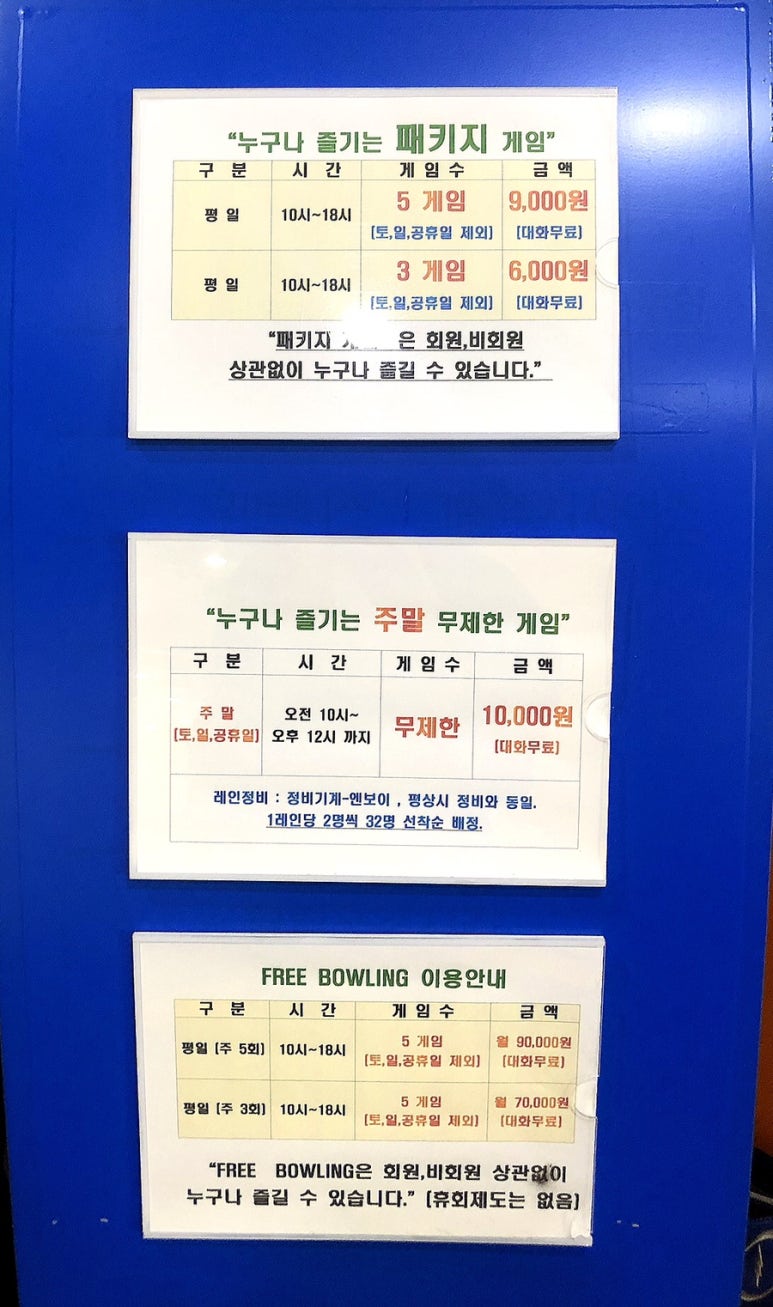 “누구나 즐기는 패키지 게임”
구 분 시 간 게 임 수 금 액
평 일 10시~18시 5 게임 9,000원
(토,일,공휴일 제외) (대화무료)
평 일 10시~18시 3 게임 6,000원
(토,일,공휴일 제외) (대화무료)
“패키지 은 회원,비회원
상관없이 누구나 즐길 수 있습니다.”
“누구나 즐기는 주말 무제한 게임”
구 분 시 간 게 임 수 금 액
주 말 오전 10시~ 무제한 10,000원
(토,일,공휴일) 오후 12시 까지 (대화무료)
레인정비 : 정비기계-엔보이 , 평상시 정비와 동일.
1레인당 2명씩 32명 선착순 배정.
FREE BOWLING 이용안내
구 분 시 간 게 임 수 금 액
평일 (주 5회) 10시~18시 5 게임 월 90,000원
(토,일,공휴일 제외) (대화무료)
평일 (주 3회) 10시~18시 5 게임 월 70,000원
(토,일,공휴일 제외) (대화무료)
“FREE BOWLING은 회원,비회원 상관없이
누구나 즐길 수 있습니다.” (휴회제도는 없음)